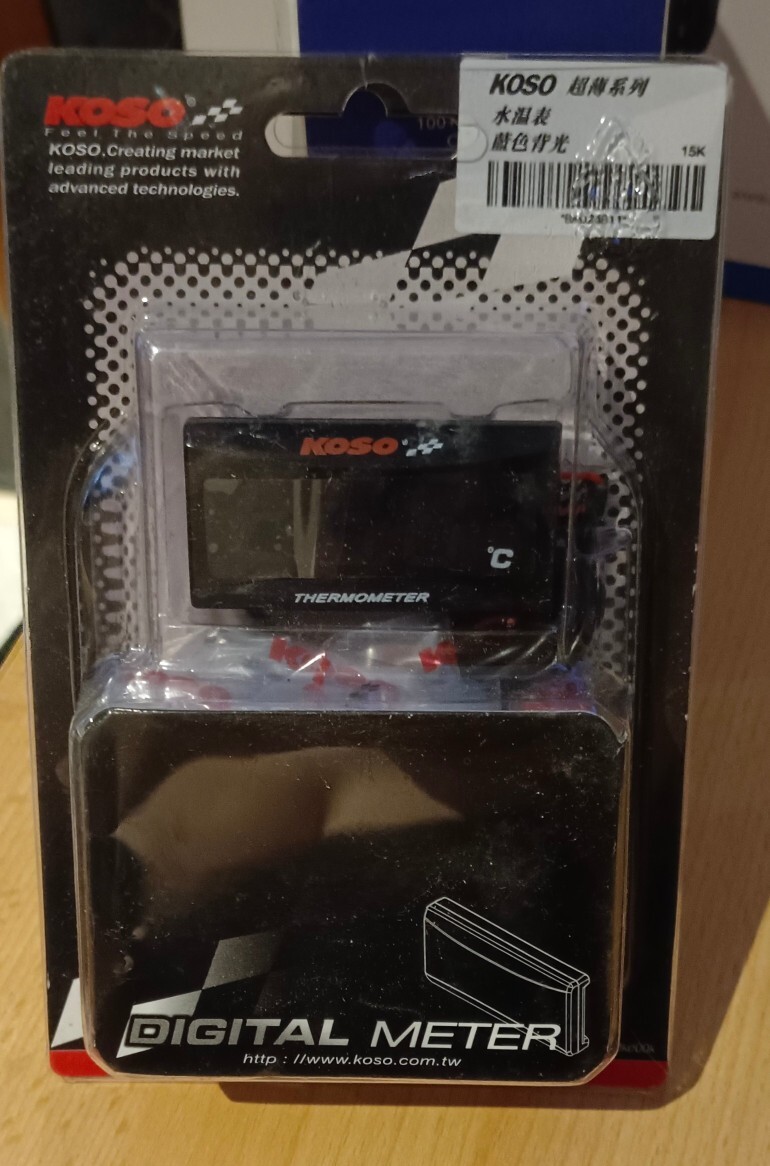 KOSO
Feel The Speed
KOSO.Creating market
leading products with
advanced technologies.
KOSO 超薄系列
水温表
藍色背光
15K
KOSO
°C
THERMOMETER
DIGITAL METER
http : //www.koso.com.tw